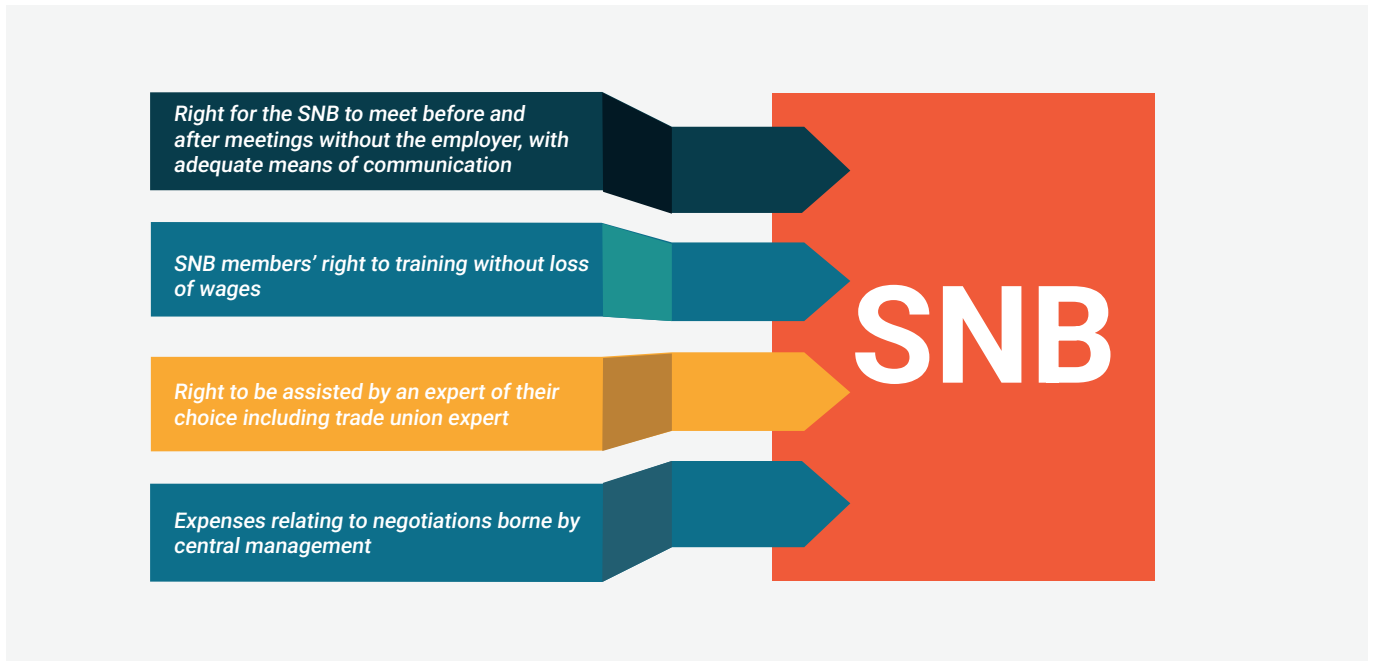 Right for the SNB to meet before and
after meetings without the employer, with
adequate means of communication
SNB members’ right to training without loss
of wages
Right to be assisted by an expert of their
choice including trade union expert
Expenses relating to negotiations borne by
central management
SNB